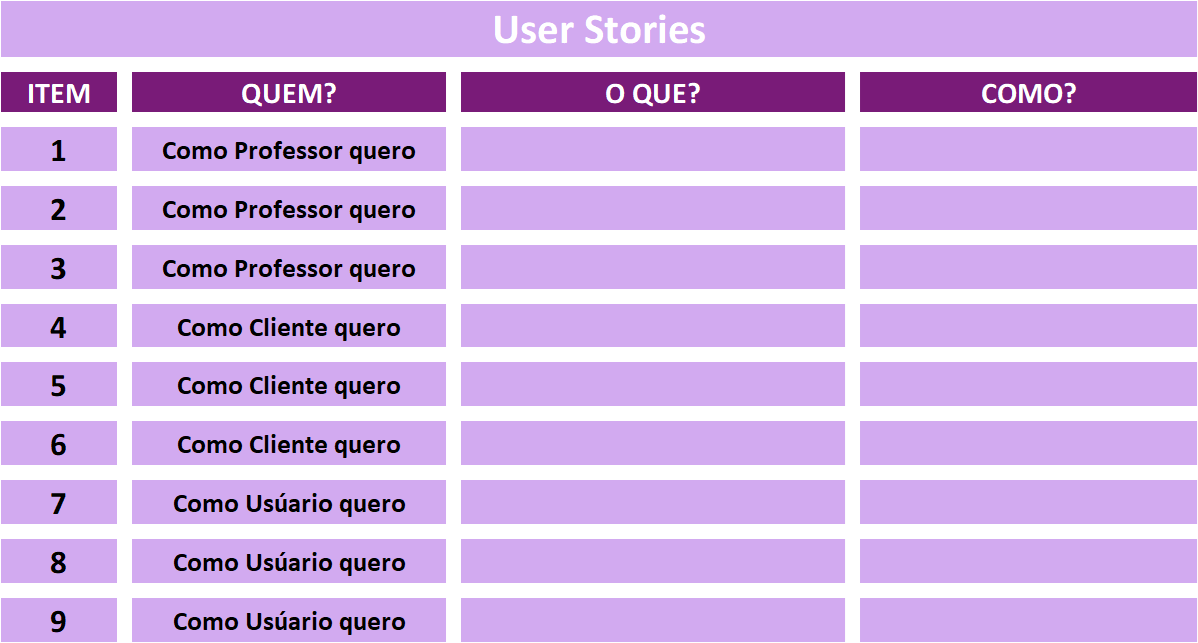 User Stories
ITEM QUEM? O QUE? COMO?
1 Como Professor quero
2 Como Professor quero
3 Como Professor quero
4 Como Cliente quero
5 Como Cliente quero
6 Como Cliente quero
7 Como Usúario quero
8 Como Usúario quero
9 Como Usúario quero